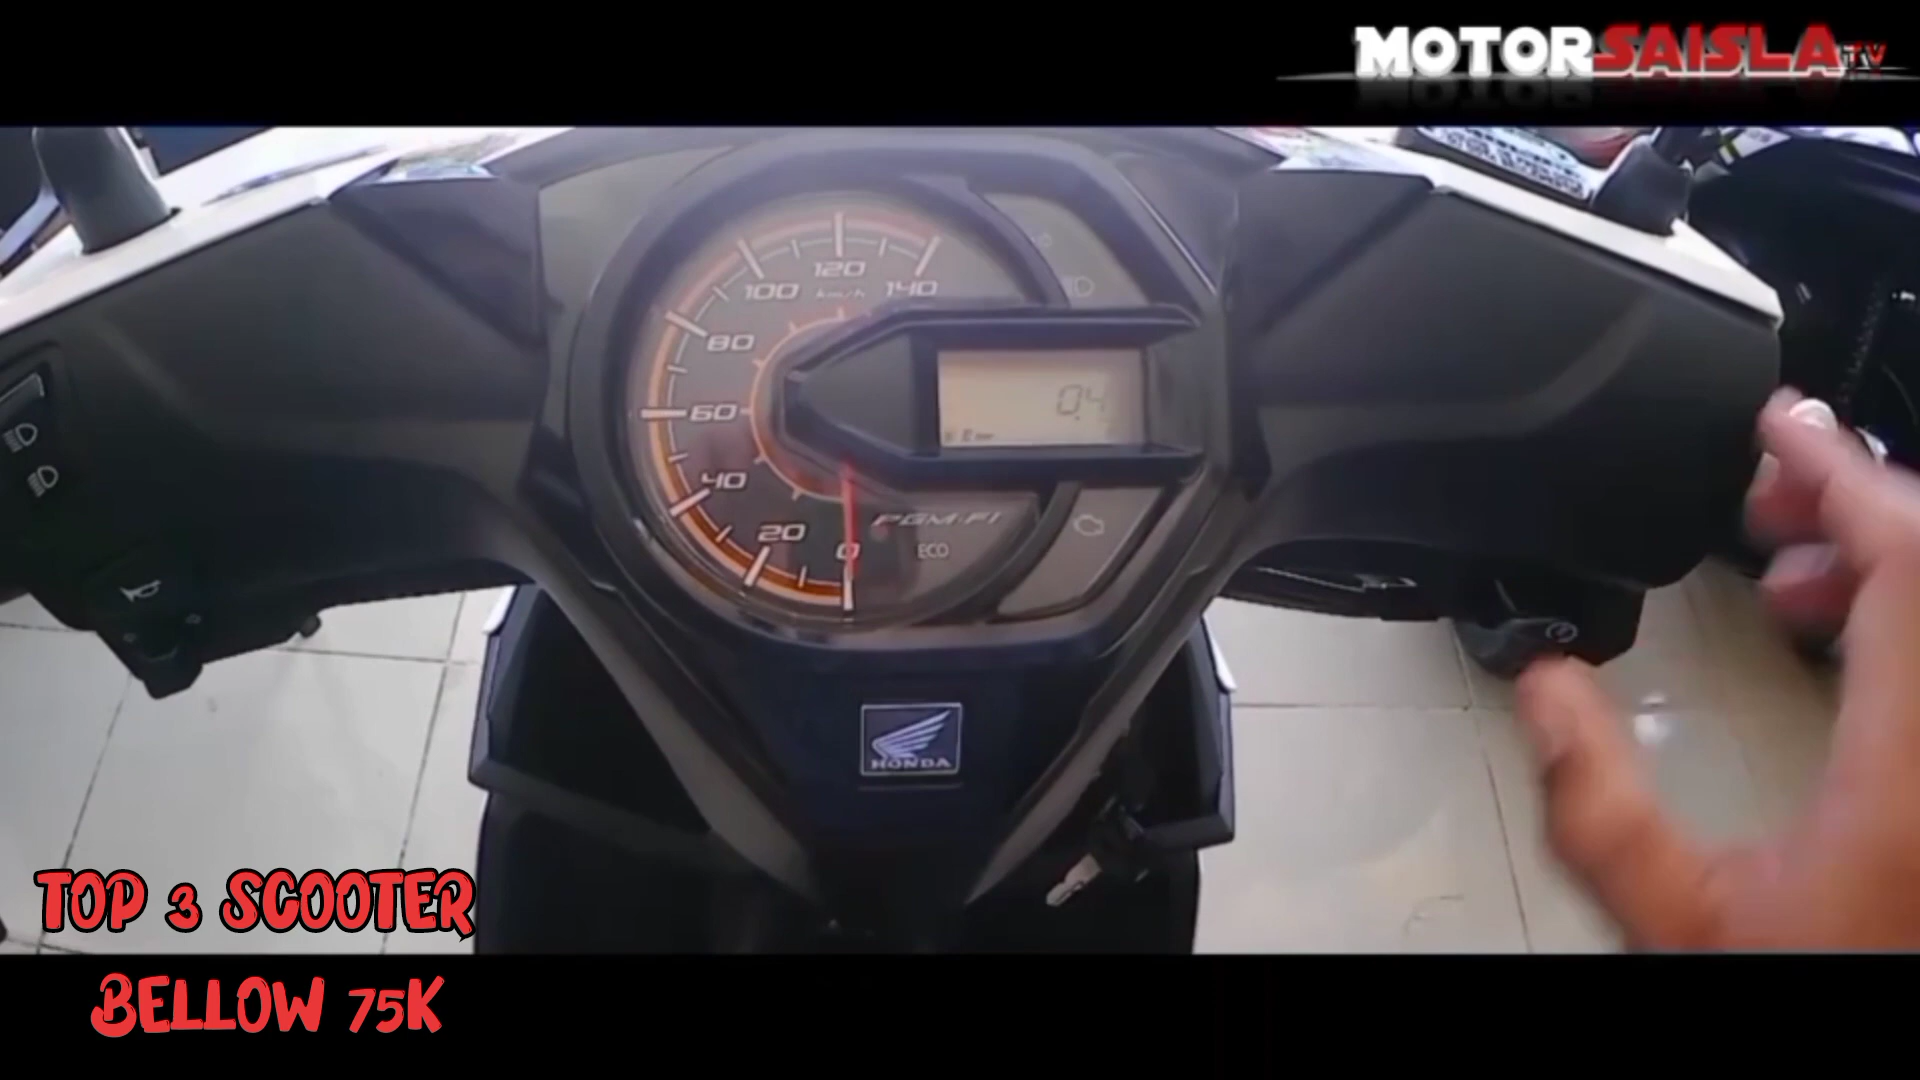 MOTORSAISLA TV
120
100 km/h 140
80
0.4
60
40
PGM-FI
20
0 ECO
HONDA
TOP 3 SCOOTER
BELLOW 75K